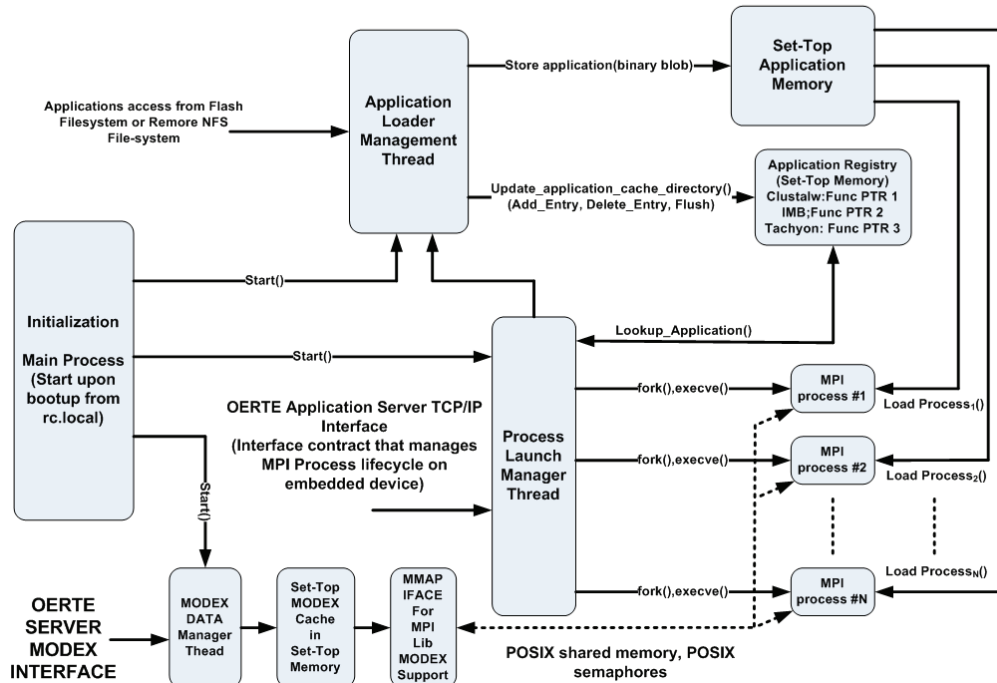 Set-Top
Application
Memory
Store application(binary blob)
Application
Loader
Management
Thread
Applications access from Flash
Filesystem or Remore NFS
File-system
Application Registry
(Set-Top Memory)
Clustalw:Func PTR 1
IMB;Func PTR 2
Tachyon: Func PTR 3
Update_application_cache_directory()
(Add_Entry, Delete_Entry, Flush)
Start()
Initialization
Main Process
(Start upon
bootup from
rc.local)
Lookup_Application()
Start()
MPI
process #1
fork(),execve()
Load Process1()
OERTE Application Server TCP/IP
Interface
(Interface contract that manages
MPI Process lifecycle on
embedded device)
Process
Launch
Manager
Thread
fork(),execve()
MPI
process #2
Load Process2()
Start()
fork(),execve()
MPI
process #N
Load ProcessN()
OERTE
SERVER
MODEX
INTERFACE
MODEX
DATA
Manager
Thead
Set-Top
MODEX
Cache
in
Set-Top
Memory
MMAP
IFACE
For
MPI
Lib
MODEX
Support
POSIX shared memory, POSIX
semaphores